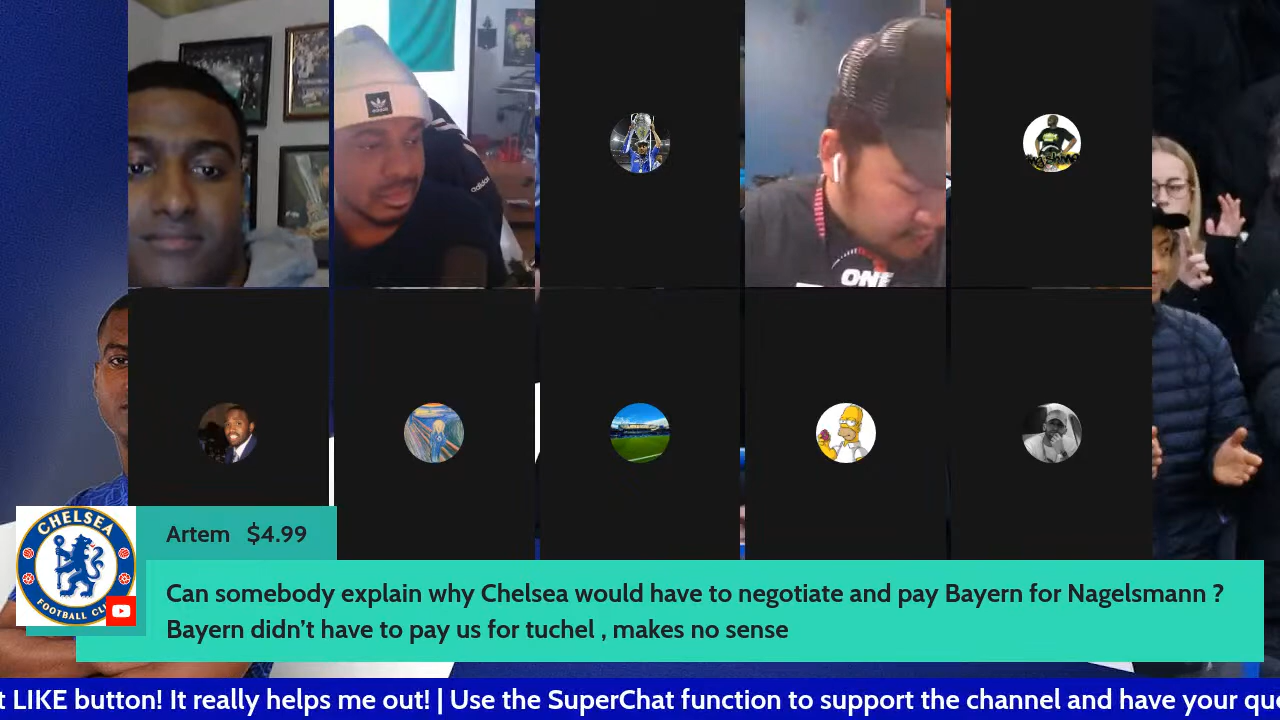 adidas
adidas
ONE
CHELSEA
FOOTBALL CLU
Artem $4.99
Can somebody explain why Chelsea would have to negotiate and pay Bayern for Nagelsmann ?
Bayern didn't have to pay us for tuchel , makes no sense
t LIKE button! It really helps me out! | Use the SuperChat function to support the channel and have your que